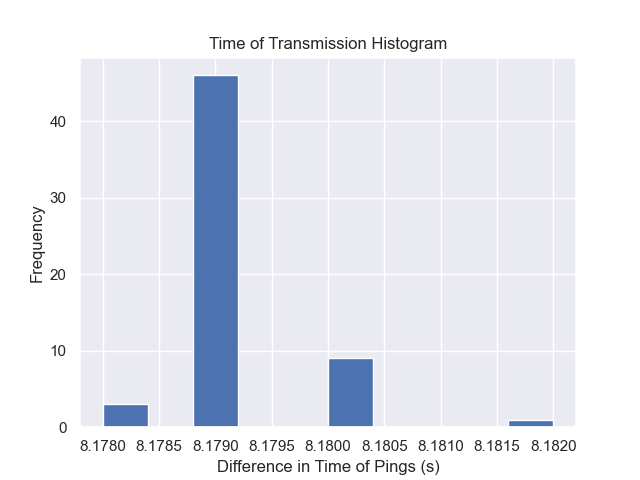 Time of Transmission Histogram
Frequency
40
30
20
10
0
8.1780 8.1785 8.1790 8.1795 8.1800 8.1805 8.1810 8.1815 8.1820
Difference in Time of Pings (s)